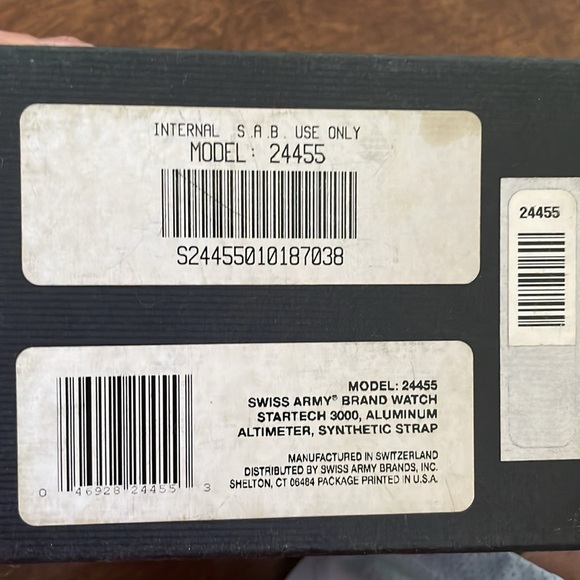 INTERNAL S.A.B. USE ONLY
MODEL: 24455
S24455010187038
24455
MODEL: 24455
SWISS ARMY® BRAND WATCH
STARTECH 3000, ALUMINUM
ALTIMETER, SYNTHETIC STRAP
MANUFACTURED IN SWITZERLAND
DISTRIBUTED BY SWISS ARMY BRANDS, INC.
SHELTON, CT 06484 PACKAGE PRINTED IN U.S.A.
0 46928 24455 3